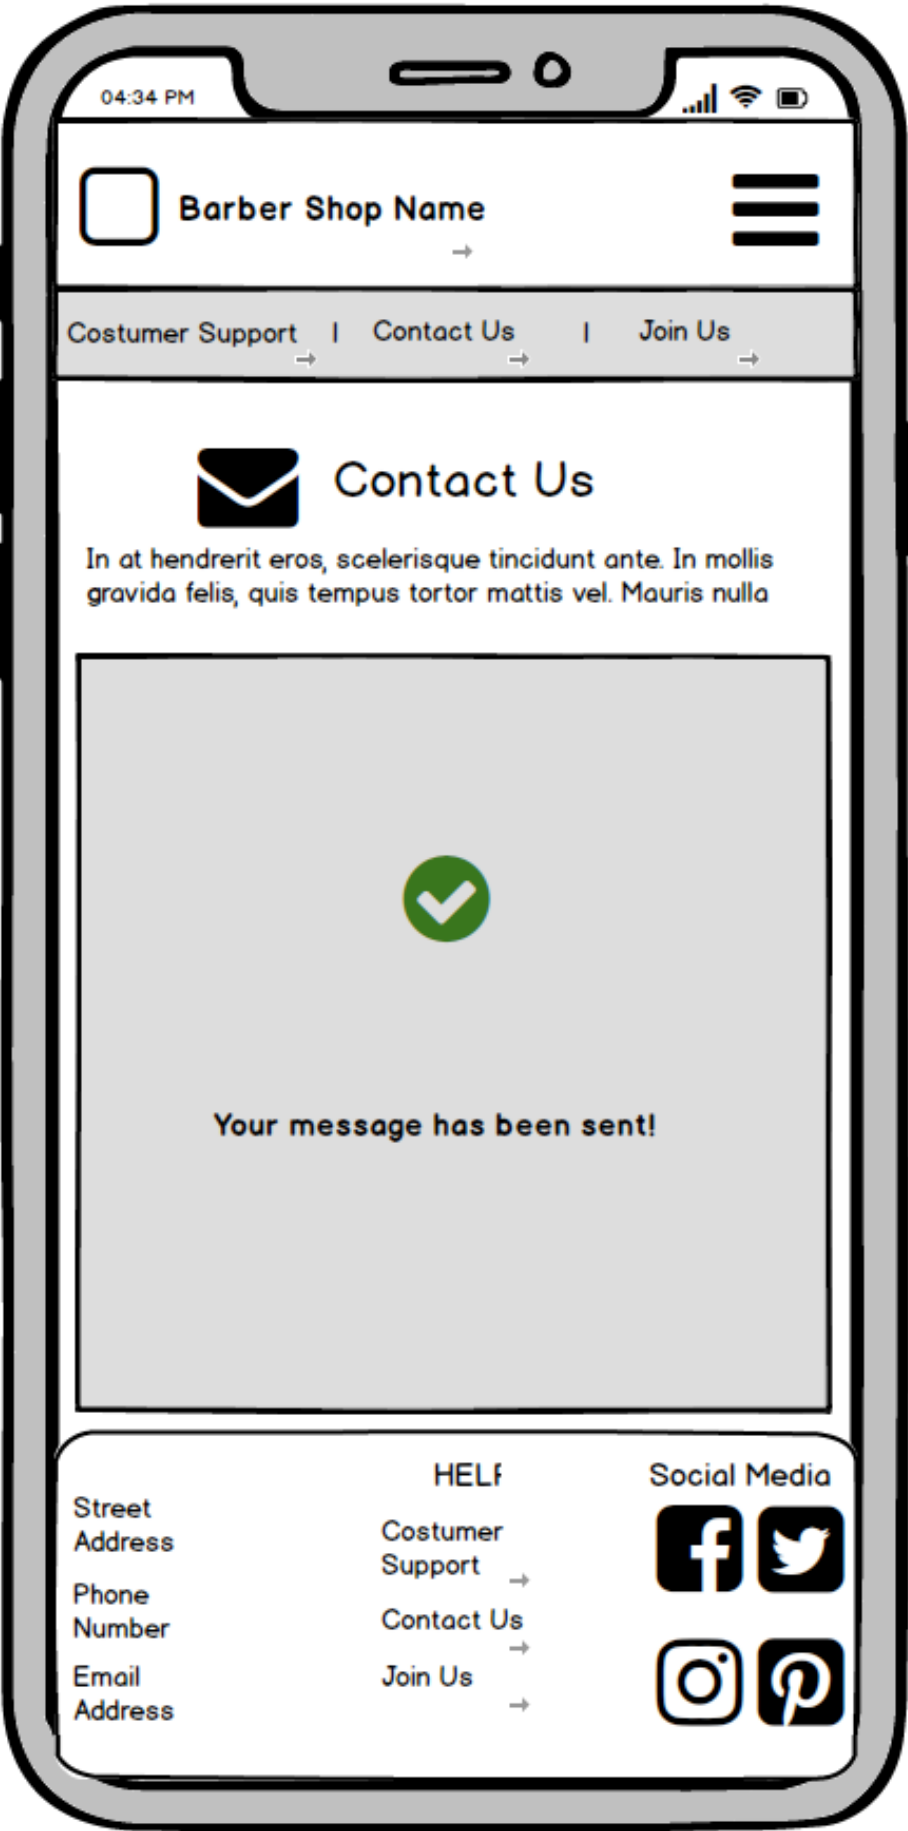 04:34 PM
Barber Shop Name
Costumer Support | Contact Us | Join Us
Contact Us
In at hendrerit eros, scelerisque tincidunt ante. In mollis
gravida felis, quis tempus tortor mattis vel. Mauris nulla
Your message has been sent!
Street
Address
Phone
Number
Email
Address
HELP
Costumer
Support
Contact Us
Join Us
Social Media